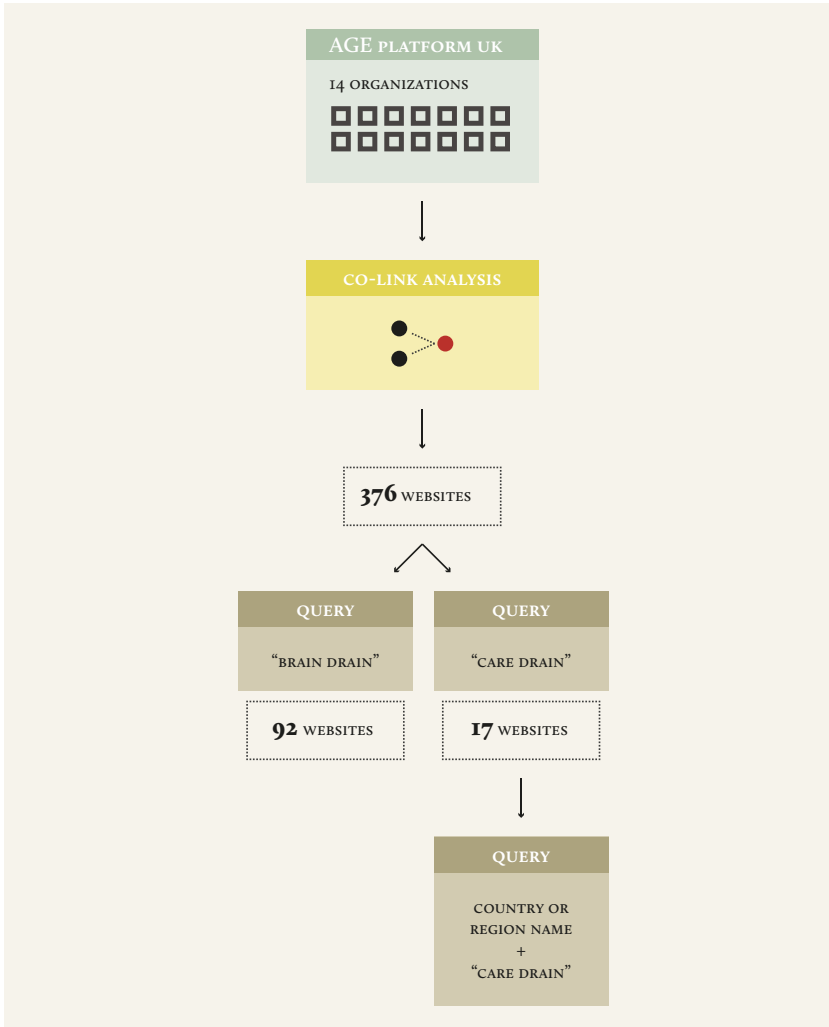 AGE PLATFORM UK
14 ORGANIZATIONS
CO-LINK ANALYSIS
376 WEBSITES
QUERY
“BRAIN DRAIN”
92 WEBSITES
QUERY
“CARE DRAIN”
17 WEBSITES
QUERY
COUNTRY OR
REGION NAME
+
“CARE DRAIN”